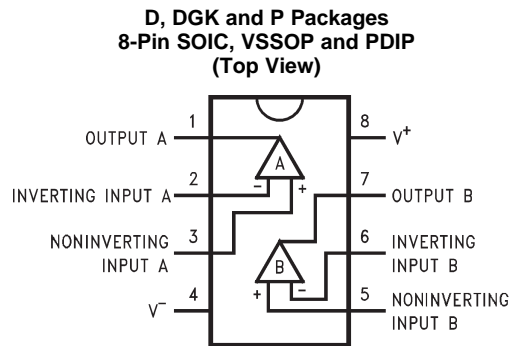 D, DGK and P Packages
8-Pin SOIC, VSSOP and PDIP
(Top View)
1
OUTPUT A
8
V+
A
- +
2
INVERTING INPUT A
7
OUTPUT B
3
NONINVERTING
INPUT A
6
INVERTING
INPUT B
B
+ -
4
V-
5
NONINVERTING
INPUT B